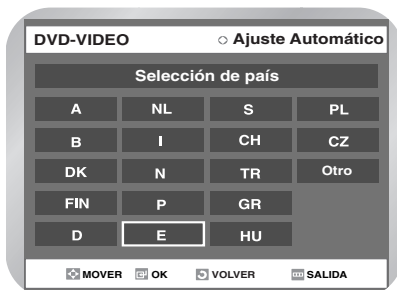 DVD-VIDEO ○ Ajuste Automático
Selección de país
A NL S PL
B I CH CZ
DK N TR Otro
FIN P GR
D E HU
MOVER OK VOLVER SALIDA